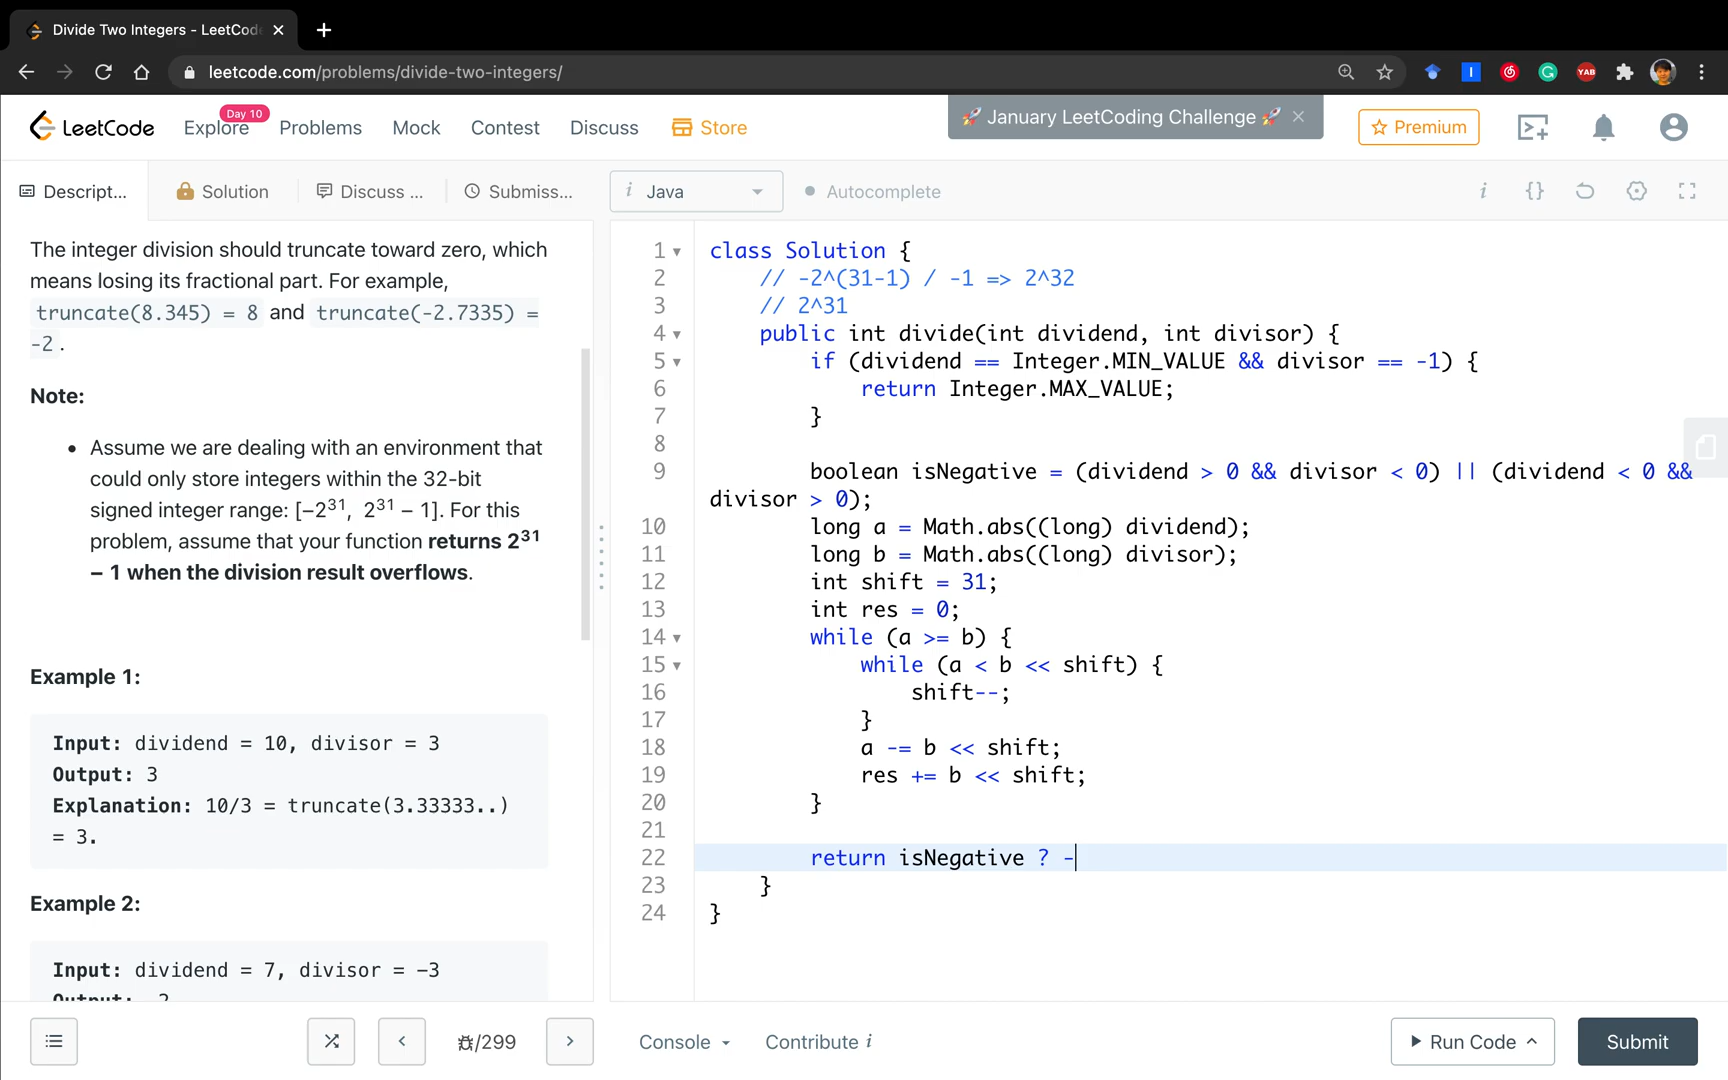 Divide Two Integers - LeetCod
leetcode.com/problems/divide-two-integers/
YAB
LeetCode
Explore
Day 10
Problems
Mock
Contest
Discuss
Store
🚀 January LeetCoding Challenge 🚀
Premium
Descript...
Solution
Discuss ...
Submiss...
i Java
Autocomplete
i
{}
The integer division should truncate toward zero, which
means losing its fractional part. For example,
truncate(8.345) = 8 and truncate(-2.7335) =
-2 .
Note:
• Assume we are dealing with an environment that
could only store integers within the 32-bit
signed integer range: [−2³¹, 2³¹ − 1]. For this
problem, assume that your function returns 2³¹
− 1 when the division result overflows.
Example 1:
Input: dividend = 10, divisor = 3
Output: 3
Explanation: 10/3 = truncate(3.33333..)
= 3.
Example 2:
Input: dividend = 7, divisor = −3
1 class Solution {
2 // -2^(31-1) / -1 => 2^32
3 // 2^31
4 public int divide(int dividend, int divisor) {
5 if (dividend == Integer.MIN_VALUE && divisor == -1) {
6 return Integer.MAX_VALUE;
7 }
8
9 boolean isNegative = (dividend > 0 && divisor < 0) || (dividend < 0 &&
divisor > 0);
10 long a = Math.abs((long) dividend);
11 long b = Math.abs((long) divisor);
12 int shift = 31;
13 int res = 0;
14 while (a >= b) {
15 while (a < b << shift) {
16 shift--;
17 }
18 a -= b << shift;
19 res += b << shift;
20 }
21
22 return isNegative ? -
23 }
24 }
/299
Console
Contribute i
Run Code
Submit